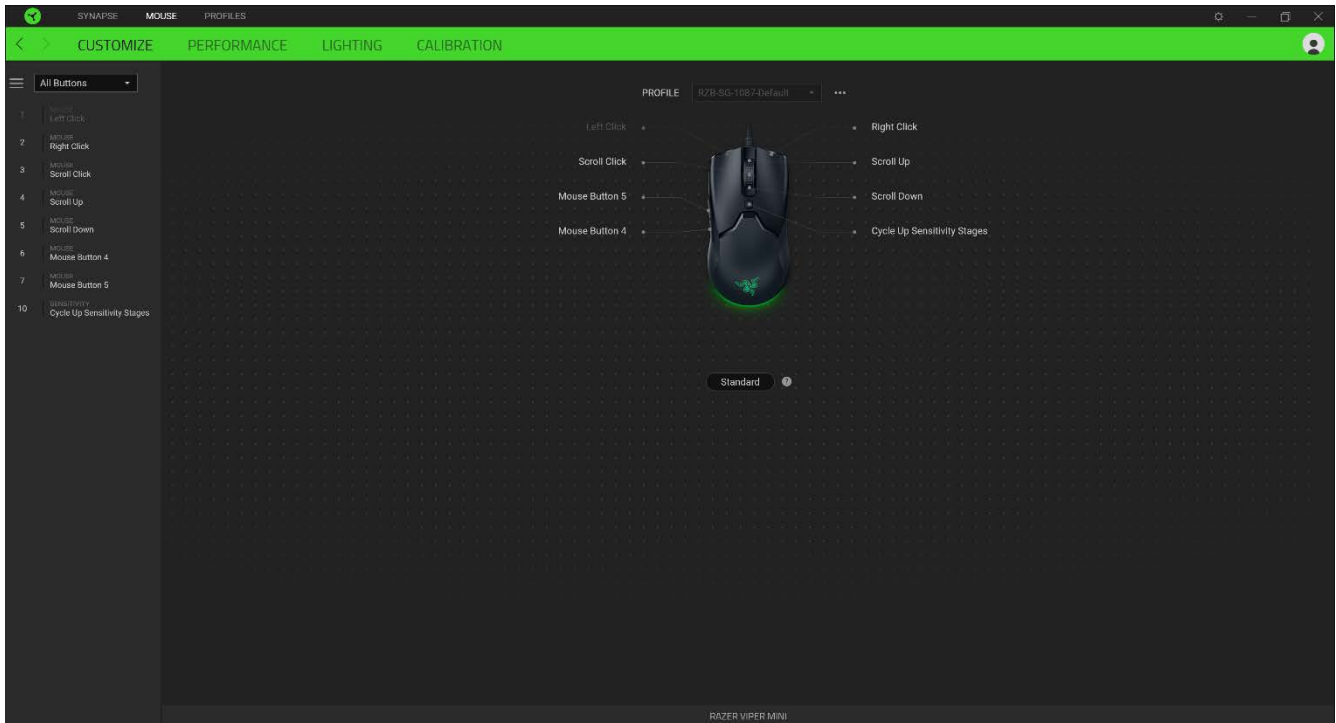 SYNAPSE MOUSE PROFILES
CUSTOMIZE PERFORMANCE LIGHTING CALIBRATION
All Buttons
1 MOUSE
Left Click
2 MOUSE
Right Click
3 MOUSE
Scroll Click
4 MOUSE
Scroll Up
5 MOUSE
Scroll Down
6 MOUSE
Mouse Button 4
7 MOUSE
Mouse Button 5
10 SENSITIVITY
Cycle Up Sensitivity Stages
PROFILE RZB-SG-1087-Default
Left Click Right Click
Scroll Click Scroll Up
Mouse Button 5 Scroll Down
Mouse Button 4 Cycle Up Sensitivity Stages
Standard ?
RAZER VIPER MINI